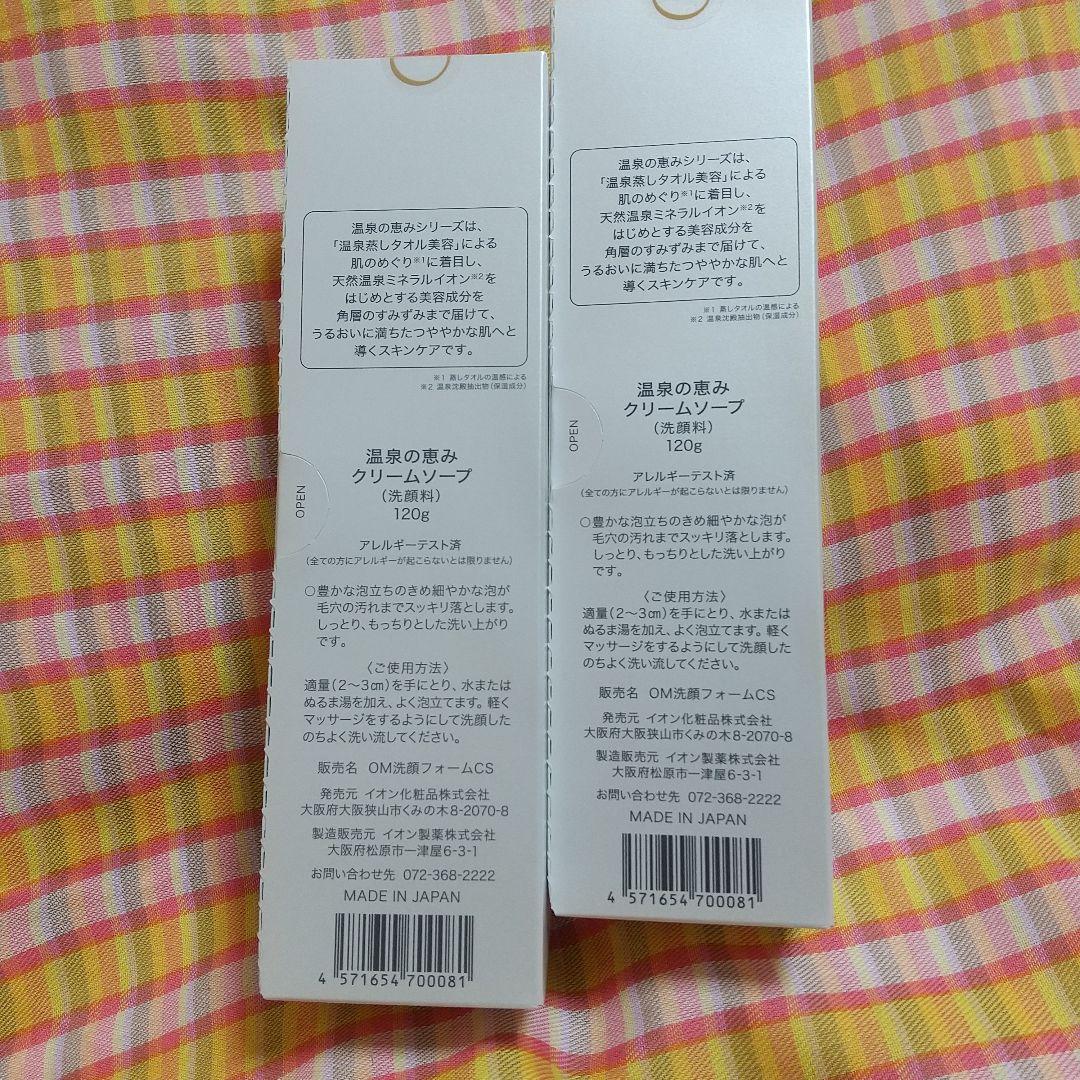 温泉の恵みシリーズは、
「温泉蒸しタオル美容」による
肌のめぐり※1に着目し、
天然温泉ミネラルイオン※2を
はじめとする美容成分を
角層のすみずみまで届けて、
うるおいに満ちたつややかな肌へと
導くスキンケアです。
※1 蒸しタオルの温感による
※2 温泉沈殿抽出物（保湿成分）
OPEN
温泉の恵み
クリームソープ
（洗顔料）
120g
アレルギーテスト済
（全ての方にアレルギーが起こらないとは限りません）
○豊かな泡立ちのきめ細やかな泡が
毛穴の汚れまでスッキリ落とします。
しっとり、もっちりとした洗い上がり
です。
〈ご使用方法〉
適量（2〜3㎝）を手にとり、水または
ぬるま湯を加え、よく泡立てます。軽く
マッサージをするようにして洗顔した
のちよく洗い流してください。
販売名 OM洗顔フォームCS
発売元 イオン化粧品株式会社
大阪府大阪狭山市くみの木8-2070-8
製造販売元 イオン製薬株式会社
大阪府松原市一津屋6-3-1
お問い合わせ先 072-368-2222
MADE IN JAPAN
4 571654 700081
温泉の恵みシリーズは、
「温泉蒸しタオル美容」による
肌のめぐり※1に着目し、
天然温泉ミネラルイオン※2を
はじめとする美容成分を
角層のすみずみまで届けて、
うるおいに満ちたつややかな肌へと
導くスキンケアです。
※1 蒸しタオルの温感による
※2 温泉沈殿抽出物（保湿成分）
OPEN
温泉の恵み
クリームソープ
（洗顔料）
120g
アレルギーテスト済
（全ての方にアレルギーが起こらないとは限りません）
○豊かな泡立ちのきめ細やかな泡が
毛穴の汚れまでスッキリ落とします。
しっとり、もっちりとした洗い上がり
です。
〈ご使用方法〉
適量（2〜3㎝）を手にとり、水または
ぬるま湯を加え、よく泡立てます。軽く
マッサージをするようにして洗顔した
のちよく洗い流してください。
販売名 OM洗顔フォームCS
発売元 イオン化粧品株式会社
大阪府大阪狭山市くみの木8-2070-8
製造販売元 イオン製薬株式会社
大阪府松原市一津屋6-3-1
お問い合わせ先 072-368-2222
MADE IN JAPAN
4 571654 700081